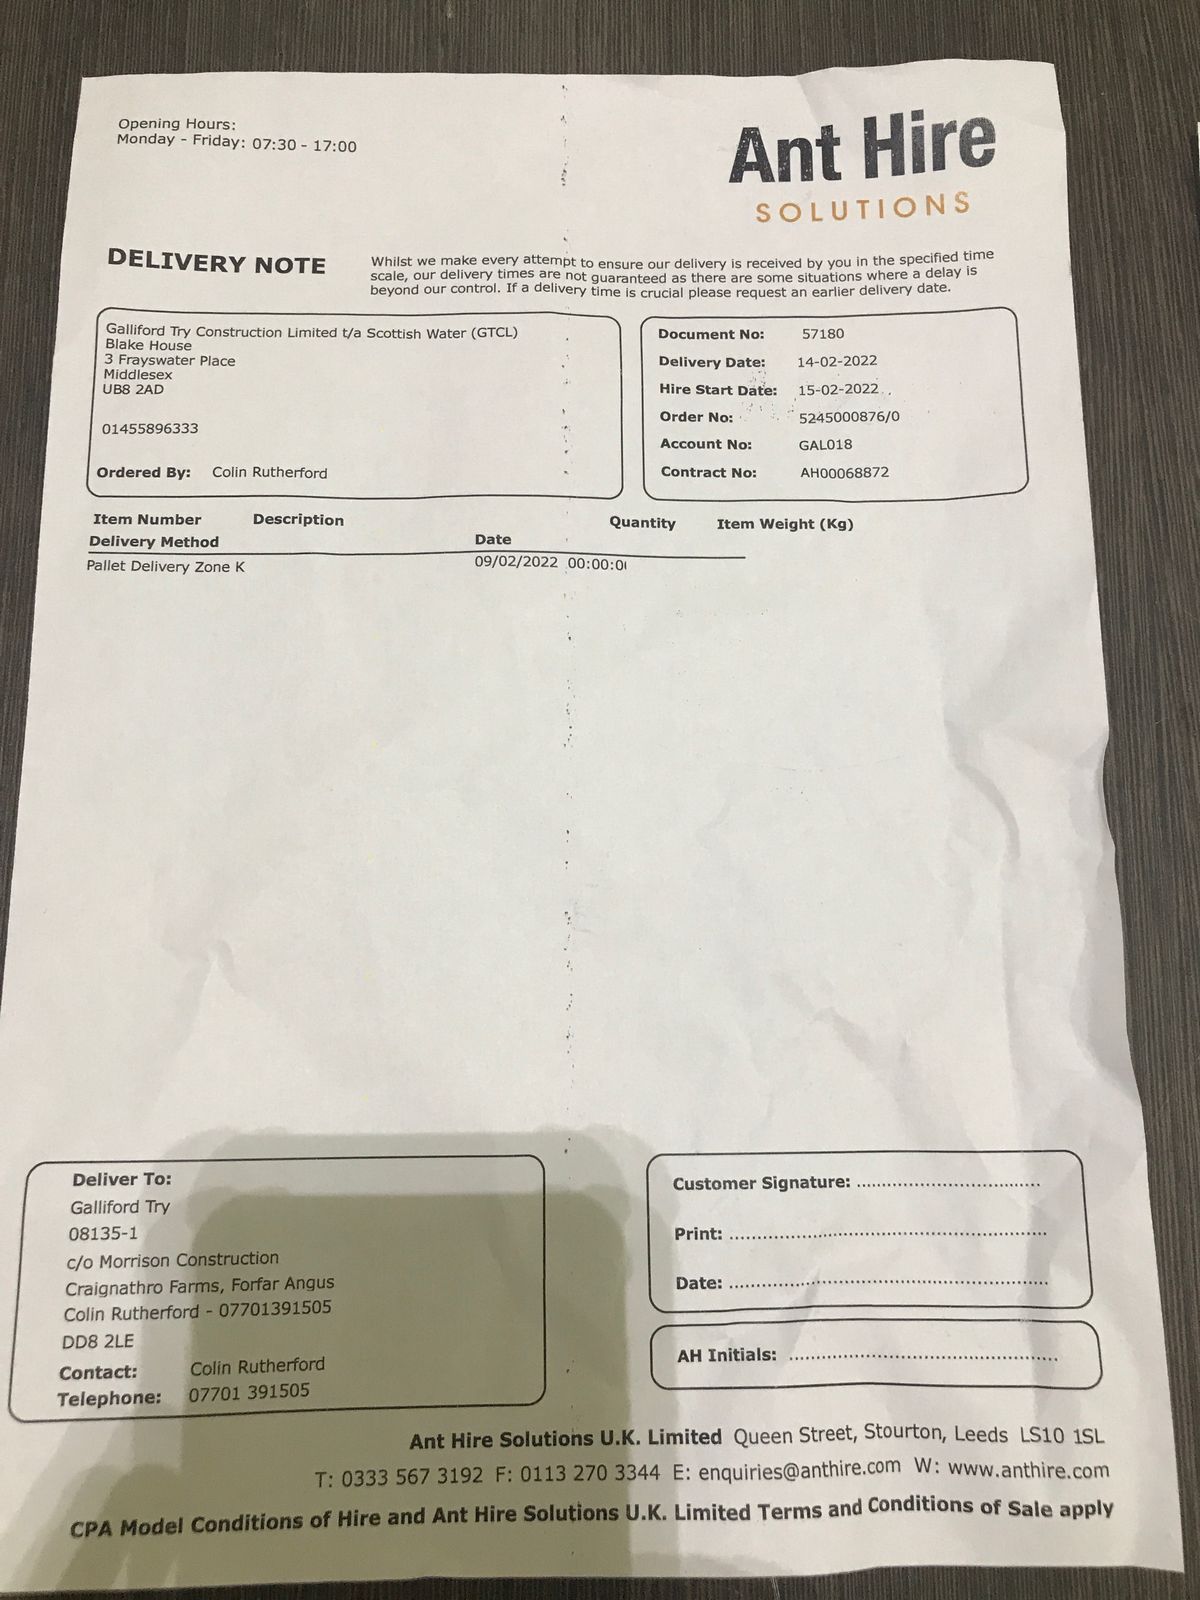 Opening Hours:
Monday - Friday: 07:30 - 17:00
Ant Hire
SOLUTIONS
DELIVERY NOTE
Whilst we make every attempt to ensure our delivery is received by you in the specified time
scale, our delivery times are not guaranteed as there are some situations where a delay is
beyond our control. If a delivery time is crucial please request an earlier delivery date.
Galliford Try Construction Limited t/a Scottish Water (GTCL)
Blake House
3 Frayswater Place
Middlesex
UB8 2AD
01455896333
Ordered By: Colin Rutherford
Document No: 57180
Delivery Date: 14-02-2022
Hire Start Date: 15-02-2022
Order No: 5245000876/0
Account No: GAL018
Contract No: AH00068872
Item Number Description Quantity Item Weight (Kg)
Delivery Method Date
Pallet Delivery Zone K 09/02/2022 00:00:0
Deliver To:
Galliford Try
08135-1
c/o Morrison Construction
Craignathro Farms, Forfar Angus
Colin Rutherford - 07701391505
DD8 2LE
Contact: Colin Rutherford
Telephone: 07701 391505
Customer Signature: ..................................
Print: ..........................................................
Date: ..........................................................
AH Initials: ................................................
Ant Hire Solutions U.K. Limited Queen Street, Stourton, Leeds LS10 1SL
T: 0333 567 3192 F: 0113 270 3344 E: enquiries@anthire.com W: www.anthire.com
CPA Model Conditions of Hire and Ant Hire Solutions U.K. Limited Terms and Conditions of Sale apply